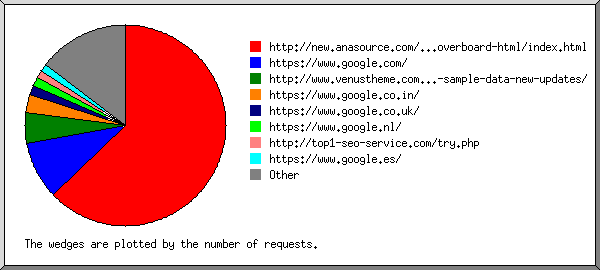 http://new.anasource.com/...overboard-html/index.html
https://www.google.com/
http://www.venustheme.com...-sample-data-new-updates/
https://www.google.co.in/
https://www.google.co.uk/
https://www.google.nl/
http://top1-seo-service.com/try.php
https://www.google.es/
Other
The wedges are plotted by the number of requests.